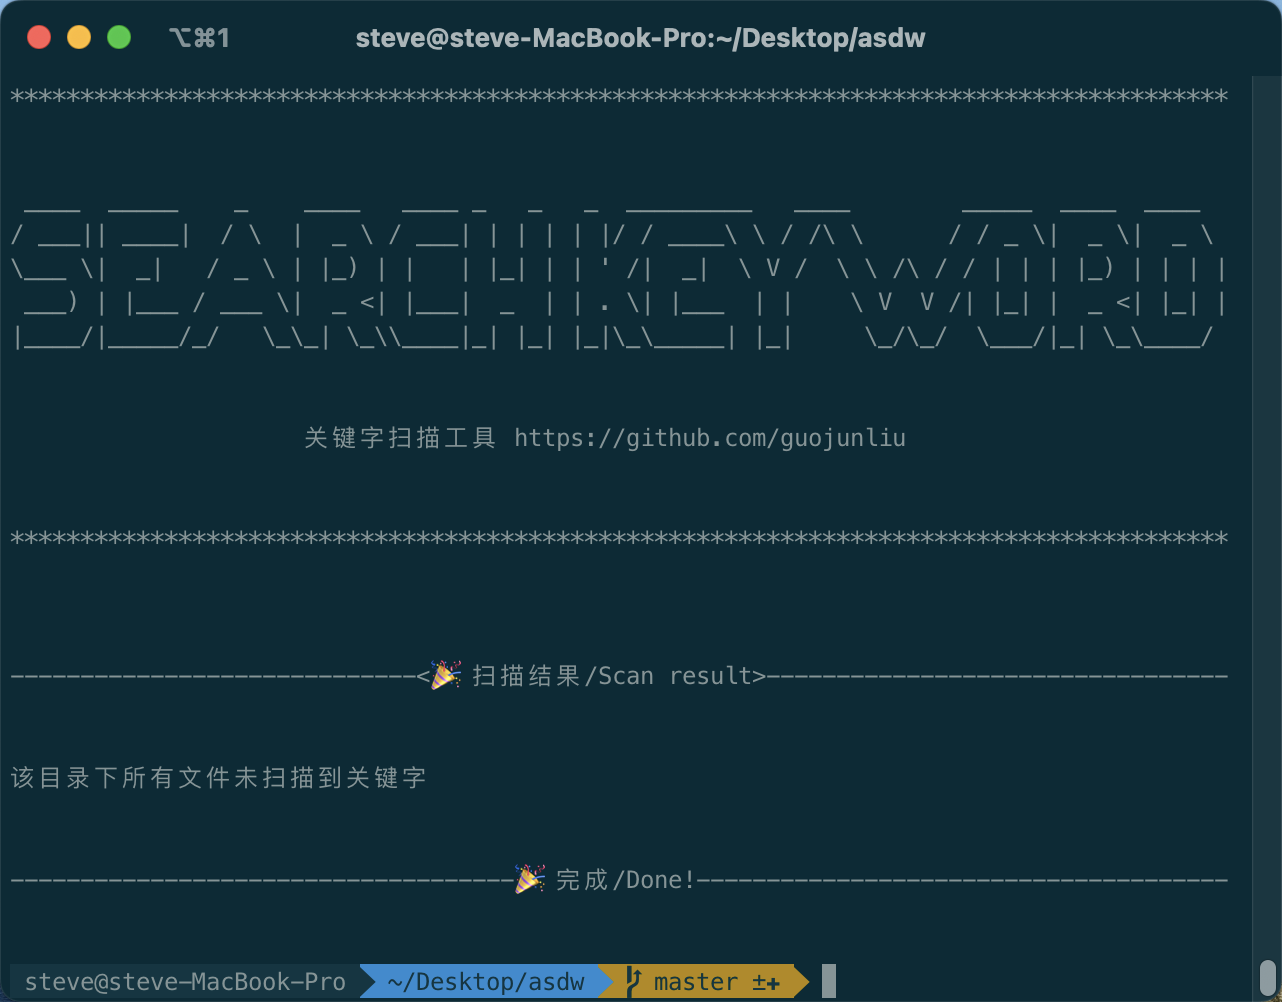 ⌥⌘1 steve@steve-MacBook-Pro:~/Desktop/asdw
***************************************************************************************
SEARCHKEYWORD
关键字扫描工具 https://github.com/guojunliu
***************************************************************************************
-----------------------------<🎉 扫描结果/Scan result>---------------------------------
该目录下所有文件未扫描到关键字
------------------------------------🎉 完成/Done!--------------------------------------
steve@steve-MacBook-Pro ~/Desktop/asdw master ±✚